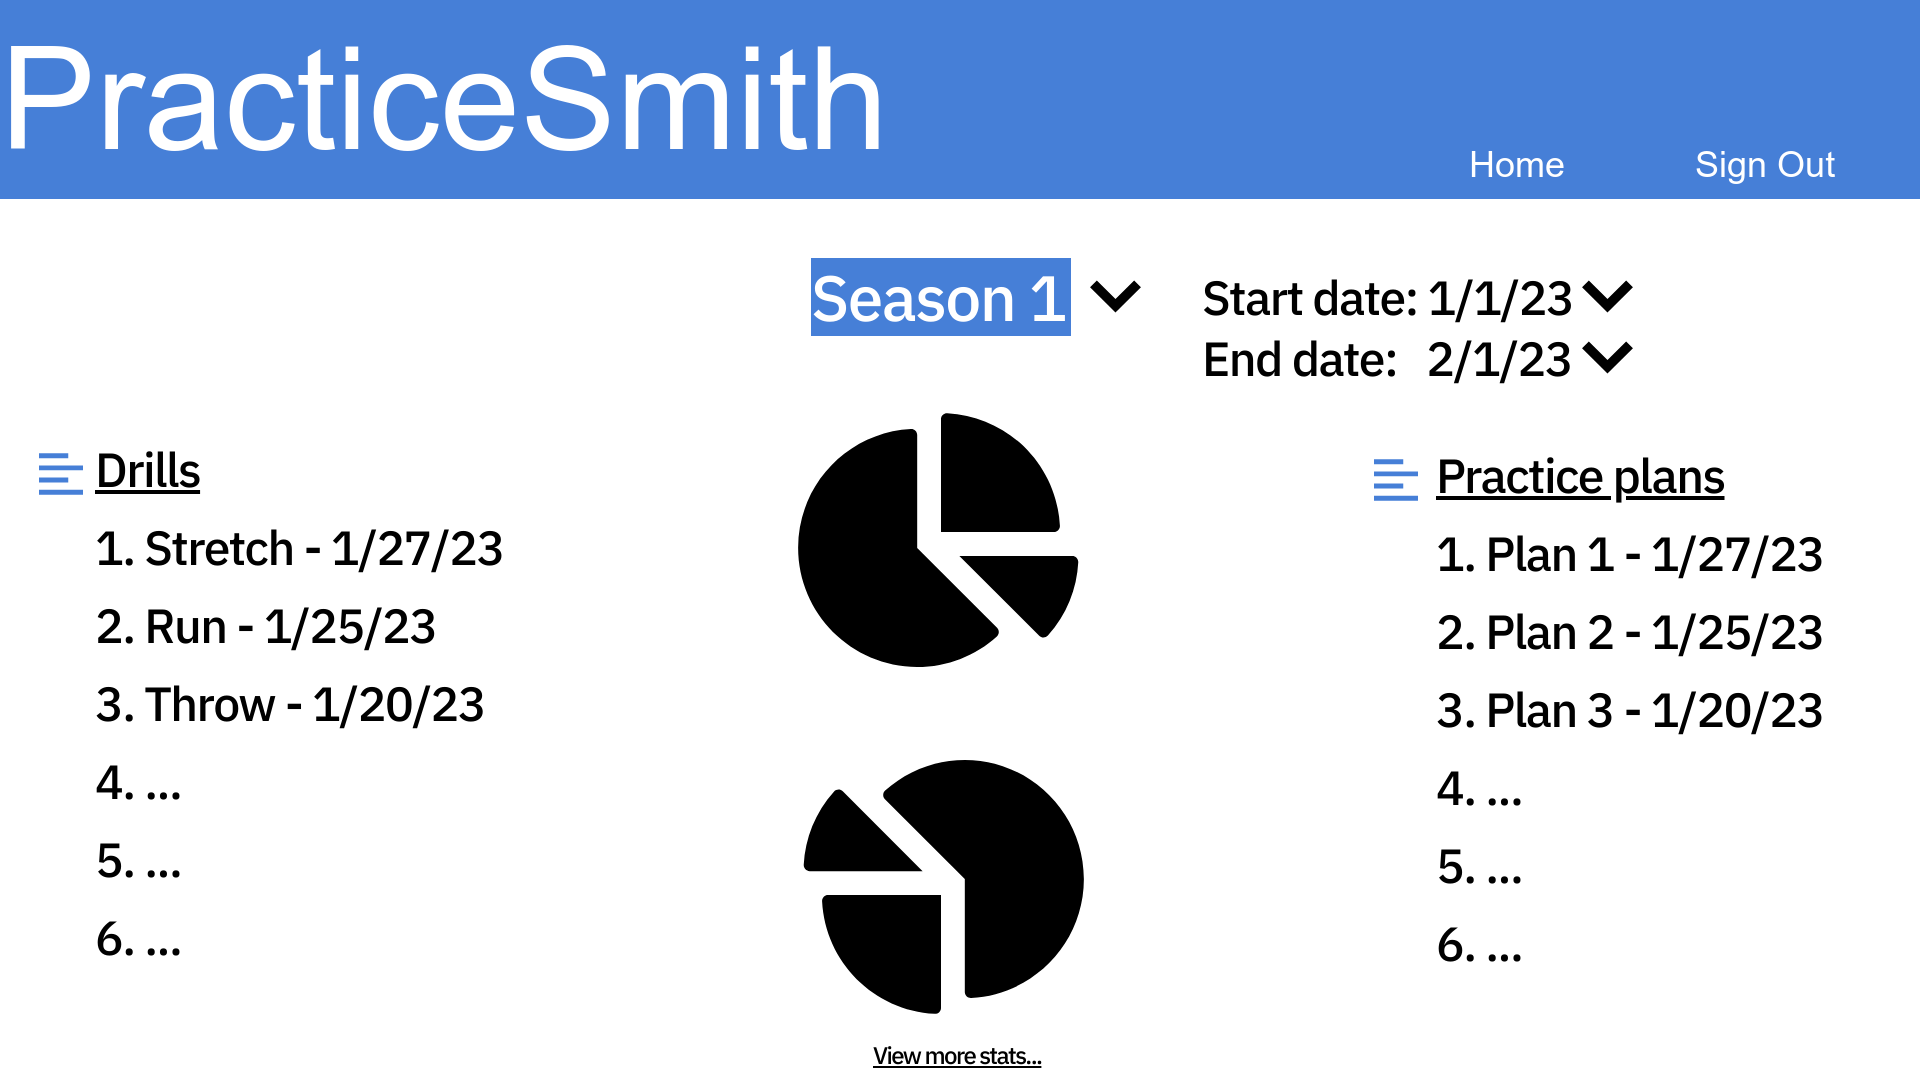 PracticeSmith
Home
Sign Out
Season 1
Start date: 1/1/23
End date: 2/1/23
Drills
1. Stretch - 1/27/23
2. Run - 1/25/23
3. Throw - 1/20/23
4. ...
5. ...
6. ...
Practice plans
1. Plan 1 - 1/27/23
2. Plan 2 - 1/25/23
3. Plan 3 - 1/20/23
4. ...
5. ...
6. ...
View more stats...